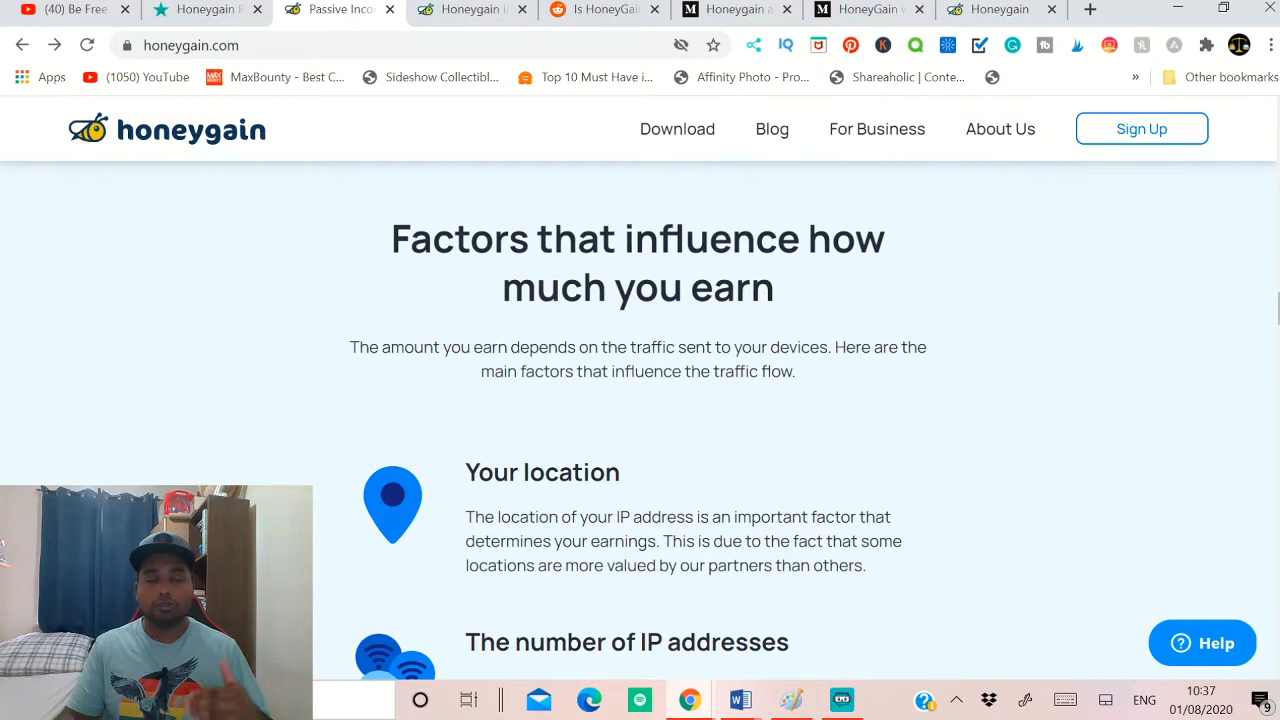 (40) Be Free
Honeygain R
Passive Inco
Honeygain i
Is HoneyGai
Honeygain a
HoneyGain v
Honeygain
honeygain.com
Apps
(1050) YouTube
MaxBounty - Best C...
Sideshow Collectibl...
Top 10 Must Have i...
Affinity Photo - Pro...
Shareaholic | Conte...
»
Other bookmarks
honeygain
Download
Blog
For Business
About Us
Sign Up
Factors that influence how
much you earn
The amount you earn depends on the traffic sent to your devices. Here are the
main factors that influence the traffic flow.
Your location
The location of your IP address is an important factor that
determines your earnings. This is due to the fact that some
locations are more valued by our partners than others.
The number of IP addresses
Help
ENG
10:37
01/08/2020